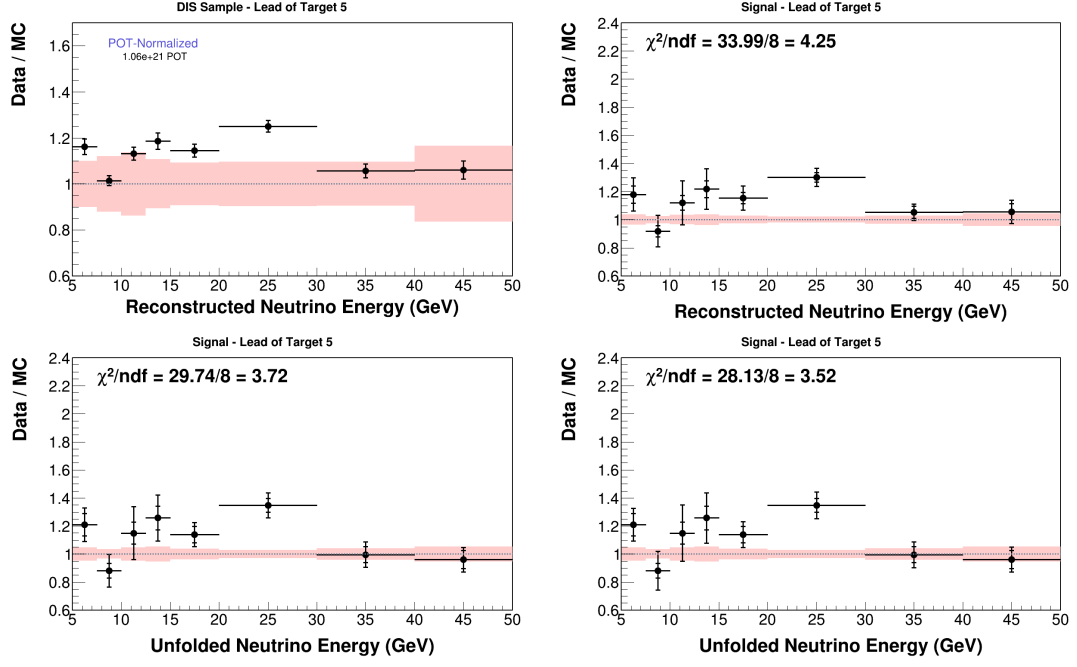 DIS Sample - Lead of Target 5
Data / MC
POT-Normalized
1.06e+21 POT
1.6
1.4
1.2
1
0.8
0.6
5 10 15 20 25 30 35 40 45 50
Reconstructed Neutrino Energy (GeV)
Signal - Lead of Target 5
Data / MC
χ²/ndf = 33.99/8 = 4.25
2.4
2.2
2
1.8
1.6
1.4
1.2
1
0.8
0.6
5 10 15 20 25 30 35 40 45 50
Reconstructed Neutrino Energy (GeV)
Signal - Lead of Target 5
Data / MC
χ²/ndf = 29.74/8 = 3.72
2.4
2.2
2
1.8
1.6
1.4
1.2
1
0.8
0.6
5 10 15 20 25 30 35 40 45 50
Unfolded Neutrino Energy (GeV)
Signal - Lead of Target 5
Data / MC
χ²/ndf = 28.13/8 = 3.52
2.4
2.2
2
1.8
1.6
1.4
1.2
1
0.8
0.6
5 10 15 20 25 30 35 40 45 50
Unfolded Neutrino Energy (GeV)